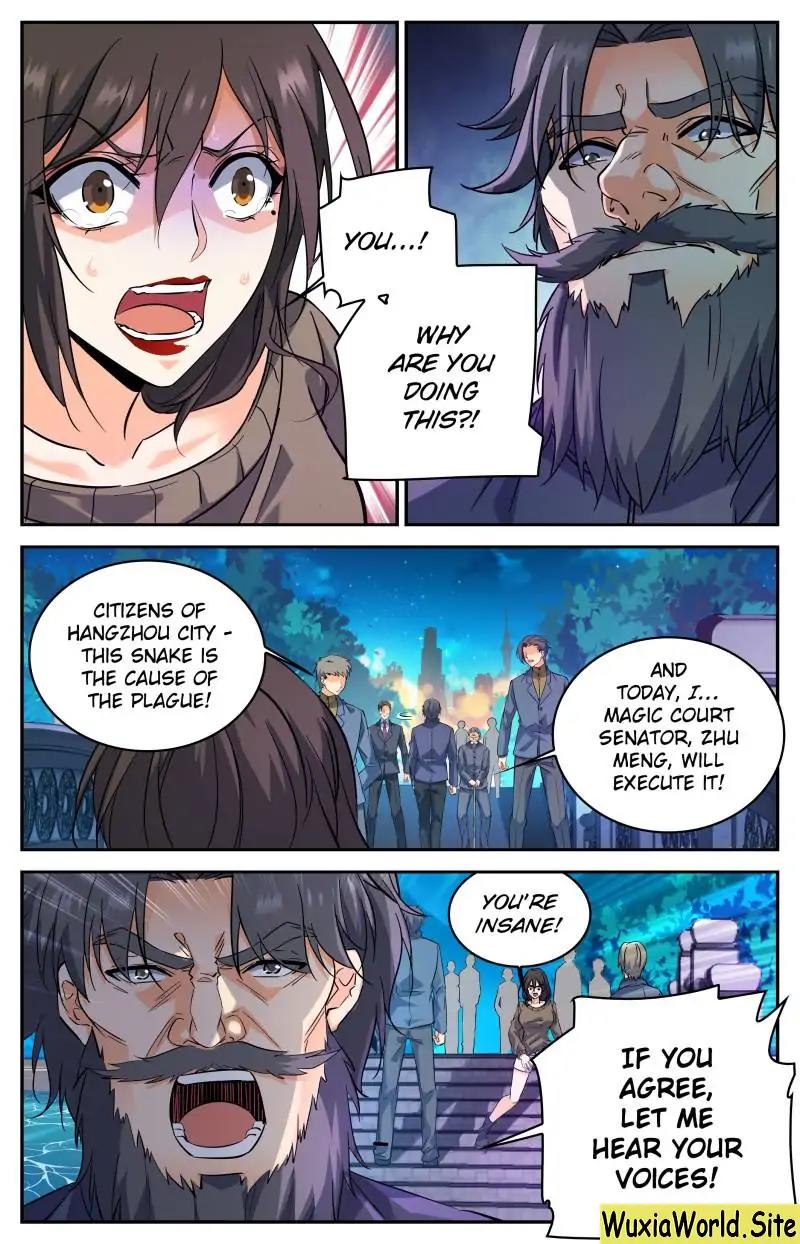 YOU...!
WHY
ARE YOU
DOING
THIS?!
CITIZENS OF
HANGZHOU CITY -
THIS SNAKE IS
THE CAUSE OF
THE PLAGUE!
AND
TODAY, I...
MAGIC COURT
SENATOR, ZHU
MENG, WILL
EXECUTE IT!
YOU'RE
INSANE!
IF YOU
AGREE,
LET ME
HEAR YOUR
VOICES!
WuxiaWorld.Site